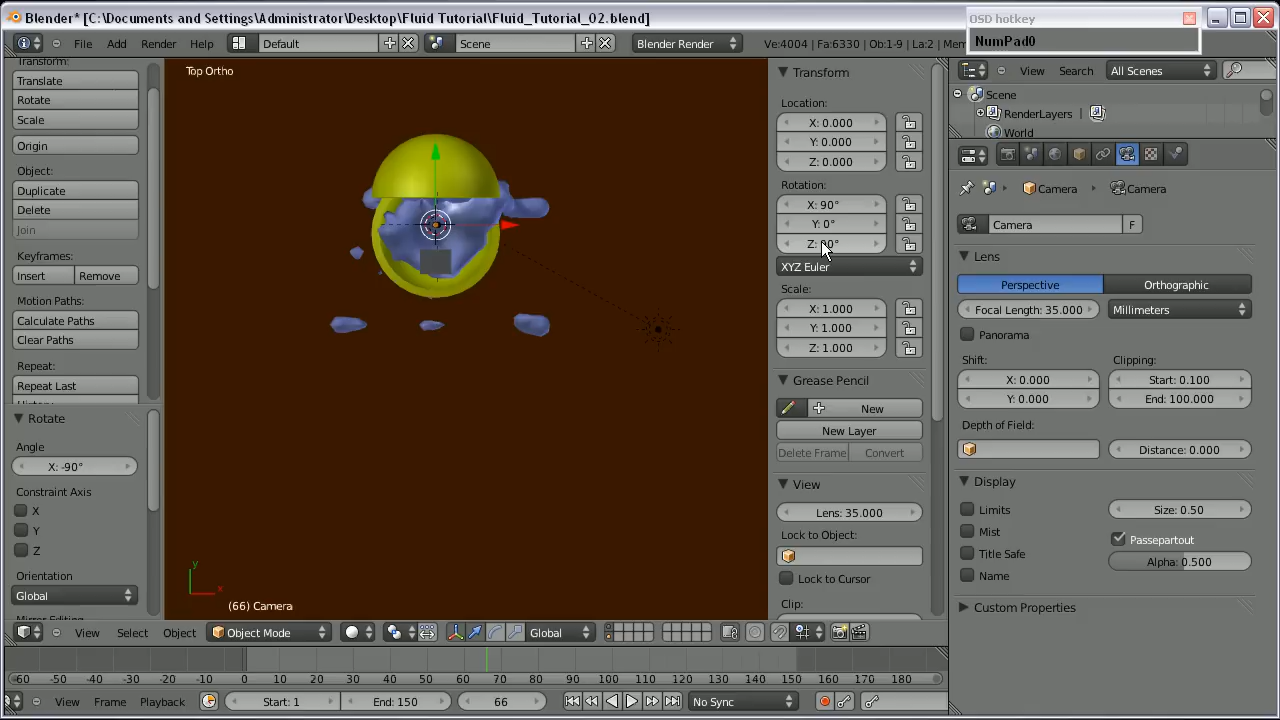 Blender* [C:\Documents and Settings\Administrator\Desktop\Fluid Tutorial\Fluid_Tutorial_02.blend]
OSD hotkey
NumPad0
File Add Render Help Default Scene Blender Render Ve:4004 | Fa:6330 | Ob:1-9 | La:2 |
View Search All Scenes
Scene
RenderLayers |
World
Transform:
Translate
Rotate
Scale
Origin
Object:
Duplicate
Delete
Join
Keyframes:
Insert Remove
Motion Paths:
Calculate Paths
Clear Paths
Repeat:
Repeat Last
Rotate
Angle
X: -90°
Constraint Axis
X
Y
Z
Orientation
Global
Top Ortho
y
x
(66) Camera
Transform
Location:
X: 0.000
Y: 0.000
Z: 0.000
Rotation:
X: 90°
Y: 0°
XYZ Euler
Scale:
X: 1.000
Y: 1.000
Z: 1.000
Grease Pencil
New
New Layer
Delete Frame Convert
View
Lens: 35.000
Lock to Object:
Lock to Cursor
Clip:
Camera Camera
Camera F
Lens
Perspective Orthographic
Focal Length: 35.000 Millimeters
Panorama
Shift: Clipping:
X: 0.000 Start: 0.100
Y: 0.000 End: 100.000
Depth of Field:
Distance: 0.000
Display
Limits Size: 0.50
Mist Passepartout
Title Safe Alpha: 0.500
Name
Custom Properties
View Select Object Object Mode Global
-50 -40 -30 -20 -10 0 10 20 30 40 50 60 70 80 90 100 110 120 130 140 150 160 170 180
View Frame Playback Start: 1 End: 150 66 No Sync